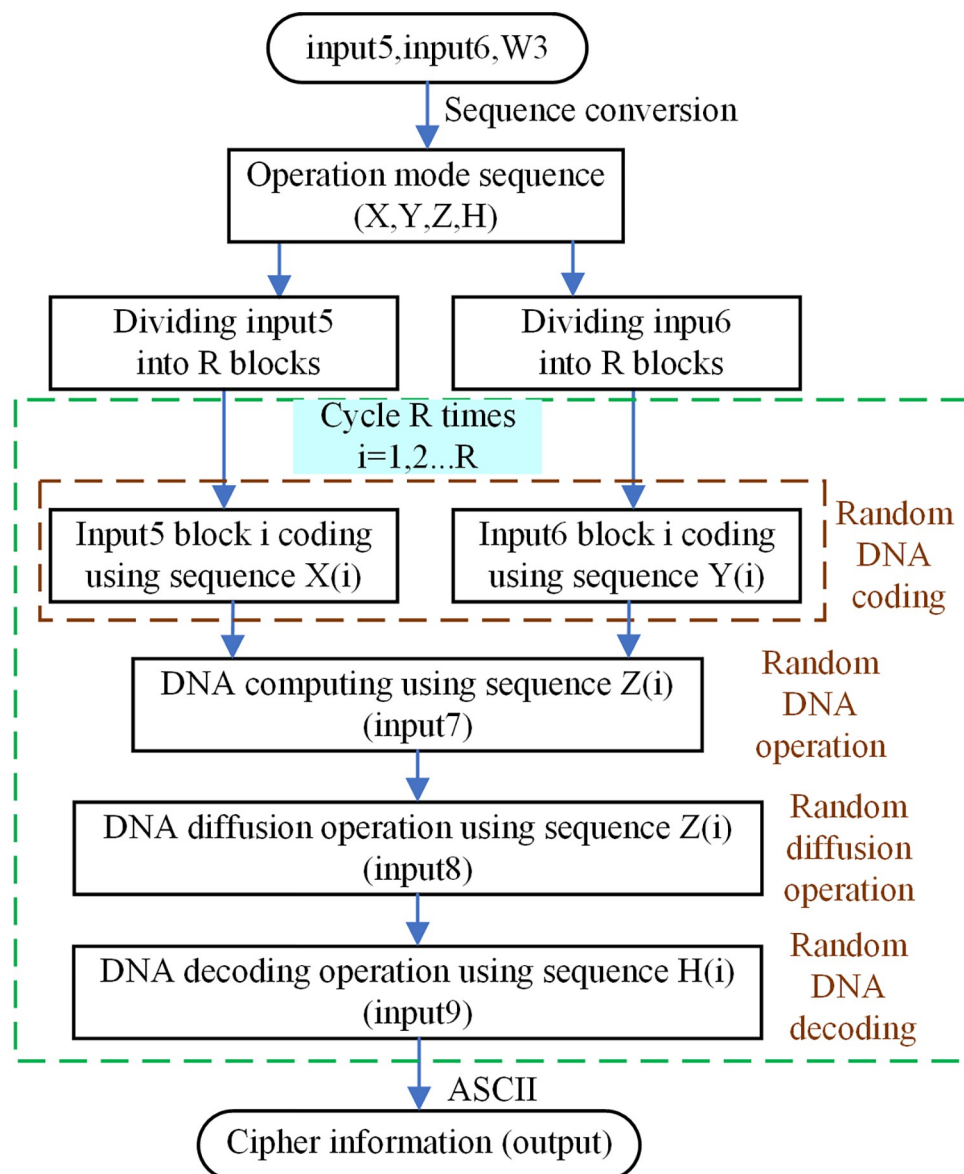 input5,input6,W3
Sequence conversion
Operation mode sequence
(X,Y,Z,H)
Dividing input5
into R blocks
Dividing inpu6
into R blocks
Cycle R times
i=1,2...R
Input5 block i coding
using sequence X(i)
Input6 block i coding
using sequence Y(i)
Random
DNA
coding
DNA computing using sequence Z(i)
(input7)
Random
DNA
operation
DNA diffusion operation using sequence Z(i)
(input8)
Random
diffusion
operation
DNA decoding operation using sequence H(i)
(input9)
Random
DNA
decoding
ASCII
Cipher information (output)